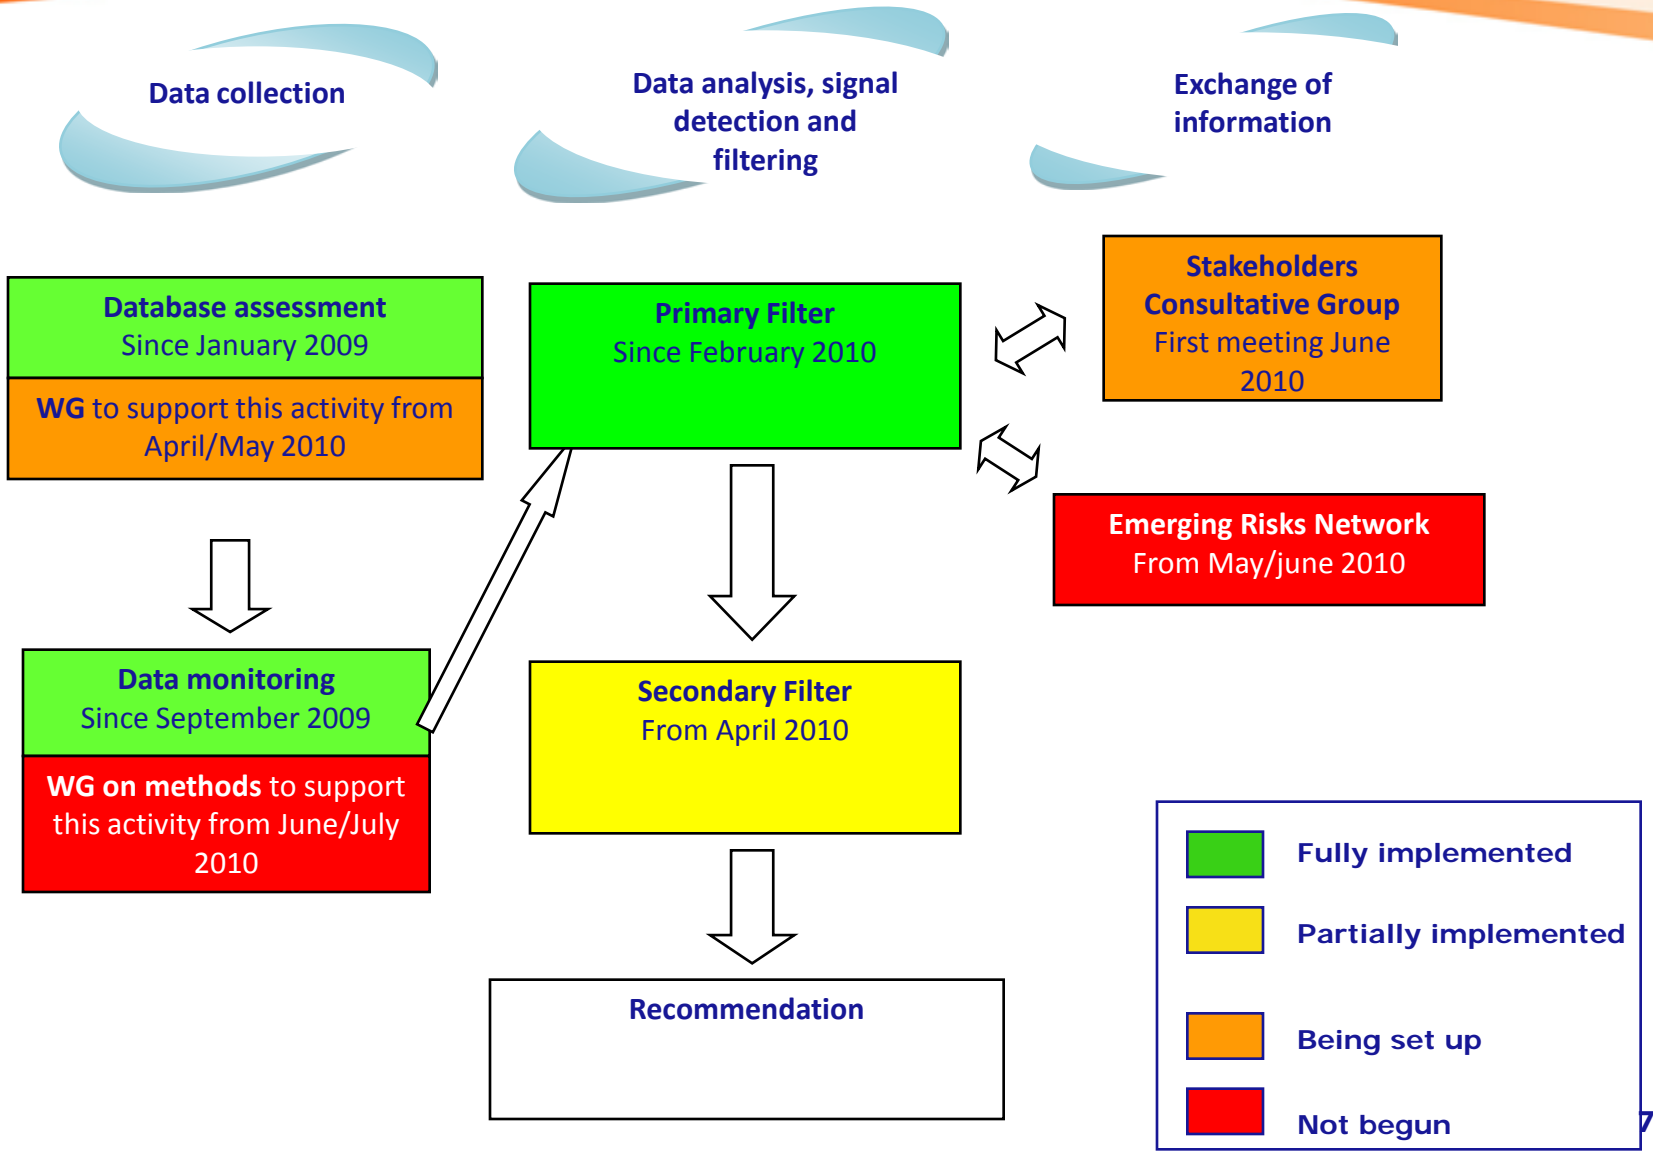 Data collection
Data analysis, signal
detection and
filtering
Exchange of
information
Database assessment
Since January 2009
WG to support this activity from
April/May 2010
Data monitoring
Since September 2009
WG on methods to support
this activity from June/July
2010
Primary Filter
Since February 2010
Secondary Filter
From April 2010
Recommendation
Stakeholders
Consultative Group
First meeting June
2010
Emerging Risks Network
From May/june 2010
Fully implemented
Partially implemented
Being set up
Not begun
7